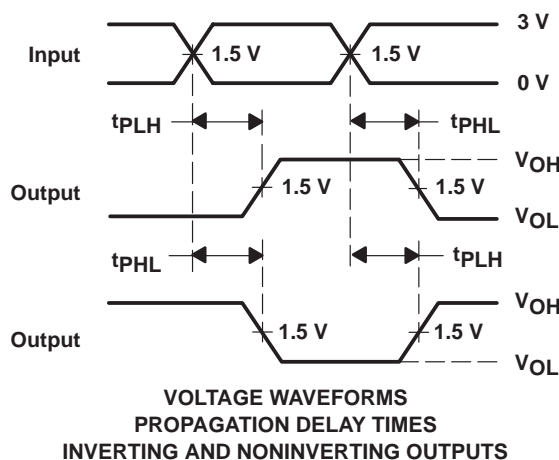 3 V
Input
1.5 V
1.5 V
0 V
tPLH
tPHL
VOH
Output
1.5 V
1.5 V
VOL
tPHL
tPLH
VOH
Output
1.5 V
1.5 V
VOL
VOLTAGE WAVEFORMS
PROPAGATION DELAY TIMES
INVERTING AND NONINVERTING OUTPUTS